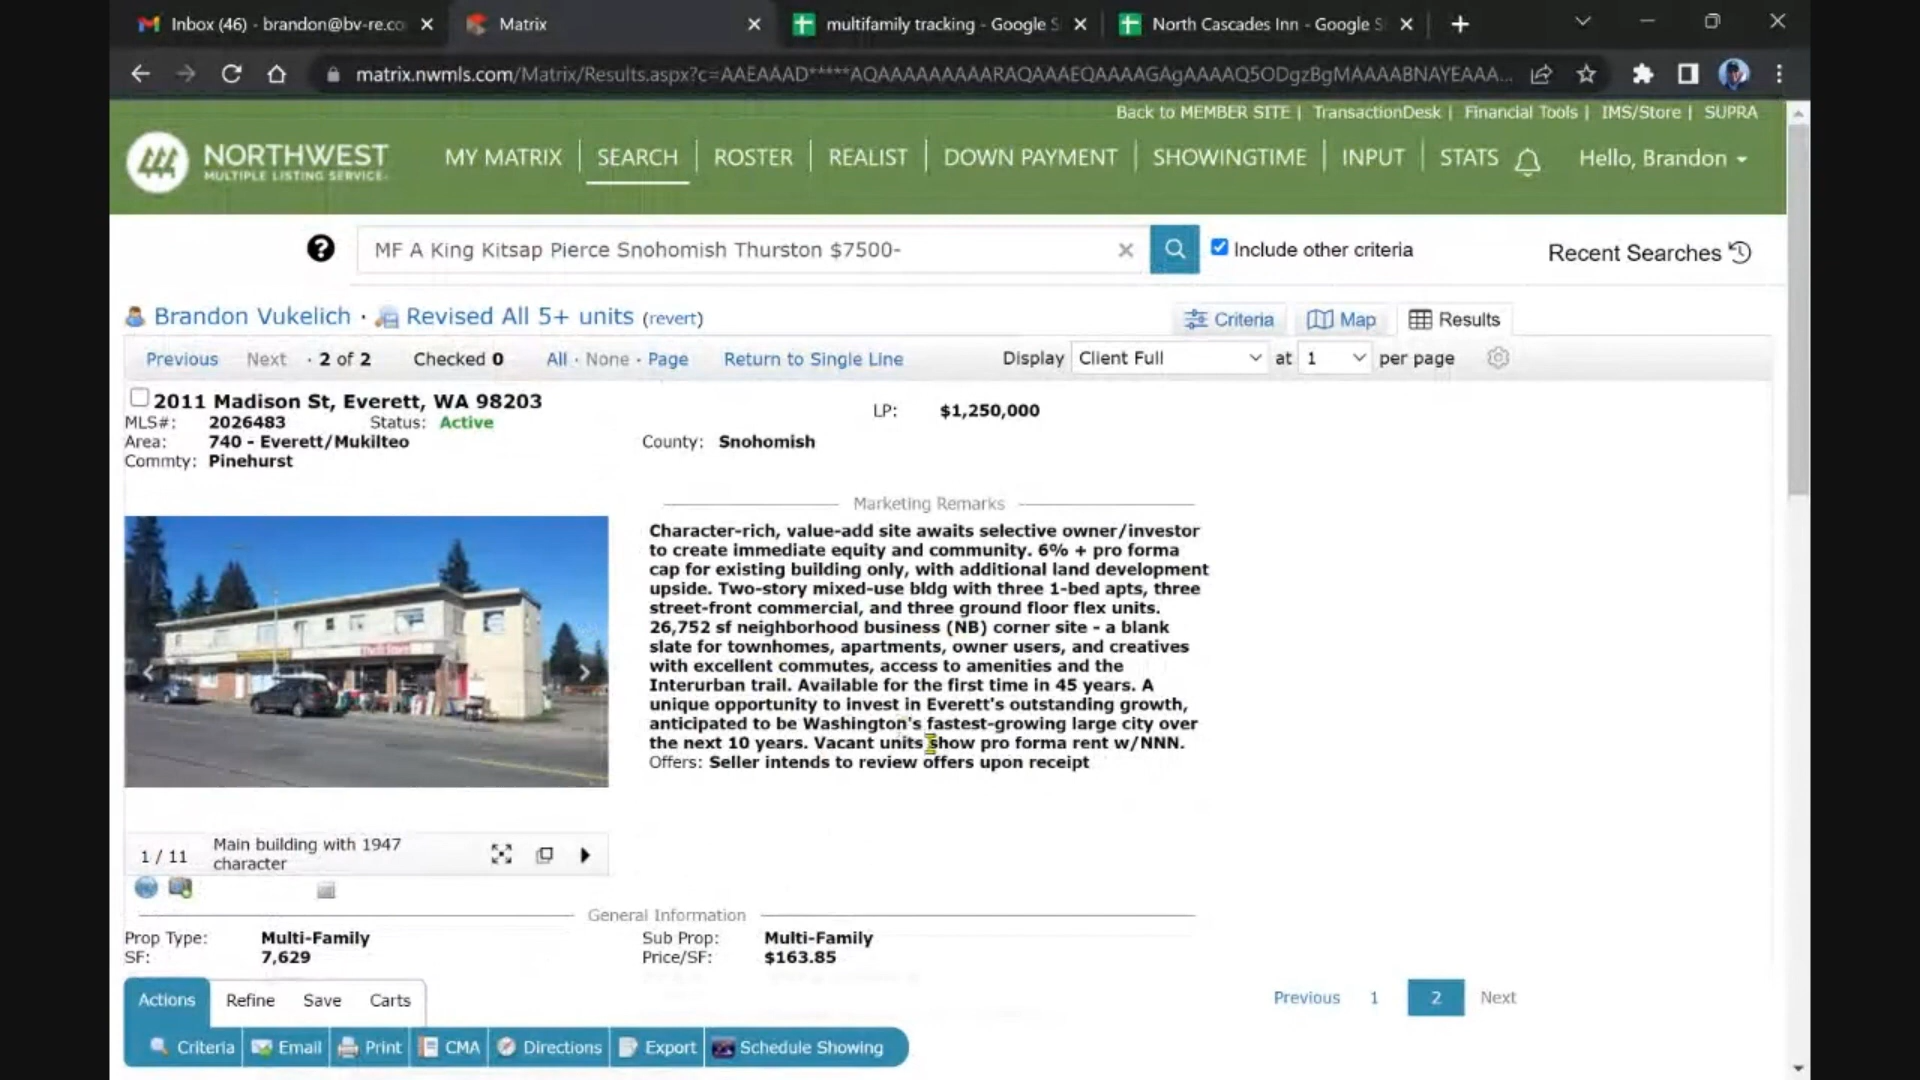 Inbox (46) - brandon@bv-re.co
Matrix
multifamily tracking - Google S
North Cascades Inn - Google S
matrix.nwmls.com/Matrix/Results.aspx?c=AAEAAAD*****AQAAAAAAAAARAQAAAEQAAAAGAgAAAAQ5ODgzBgMAAAABNAYEAAA...
Back to MEMBER SITE | TransactionDesk | Financial Tools | IMS/Store | SUPRA
NORTHWEST
MULTIPLE LISTING SERVICE
MY MATRIX
SEARCH
ROSTER
REALIST
DOWN PAYMENT
SHOWINGTIME
INPUT
STATS
Hello, Brandon
MF A King Kitsap Pierce Snohomish Thurston $7500-
Include other criteria
Recent Searches
Brandon Vukelich · Revised All 5+ units (revert)
Criteria
Map
Results
Previous Next · 2 of 2 Checked 0 All · None · Page Return to Single Line Display Client Full at 1 per page
2011 Madison St, Everett, WA 98203
LP: $1,250,000
MLS#: 2026483 Status: Active
Area: 740 - Everett/Mukilteo County: Snohomish
Commty: Pinehurst
Marketing Remarks
Character-rich, value-add site awaits selective owner/investor
to create immediate equity and community. 6% + pro forma
cap for existing building only, with additional land development
upside. Two-story mixed-use bldg with three 1-bed apts, three
street-front commercial, and three ground floor flex units.
26,752 sf neighborhood business (NB) corner site - a blank
slate for townhomes, apartments, owner users, and creatives
with excellent commutes, access to amenities and the
Interurban trail. Available for the first time in 45 years. A
unique opportunity to invest in Everett's outstanding growth,
anticipated to be Washington's fastest-growing large city over
the next 10 years. Vacant units show pro forma rent w/NNN.
Offers: Seller intends to review offers upon receipt
1 / 11
Main building with 1947
character
General Information
Prop Type: Multi-Family Sub Prop: Multi-Family
SF: 7,629 Price/SF: $163.85
Actions Refine Save Carts
Previous 1 2 Next
Criteria Email Print CMA Directions Export Schedule Showing